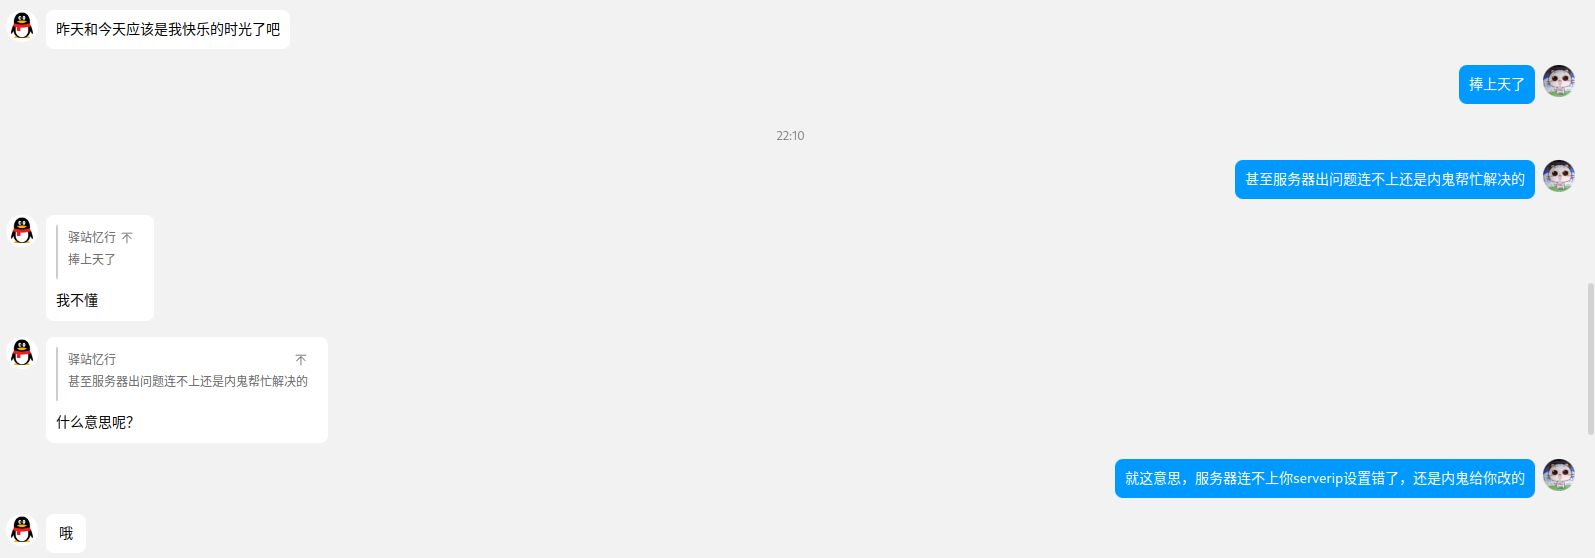 昨天和今天应该是我快乐的时光了吧
捧上天了
22:10
甚至服务器出问题连不上还是内鬼帮忙解决的
驿站忆行
捧上天了
我不懂
驿站忆行
甚至服务器出问题连不上还是内鬼帮忙解决的
什么意思呢?
就这意思，服务器连不上你serverip设置错了，还是内鬼给你改的
哦